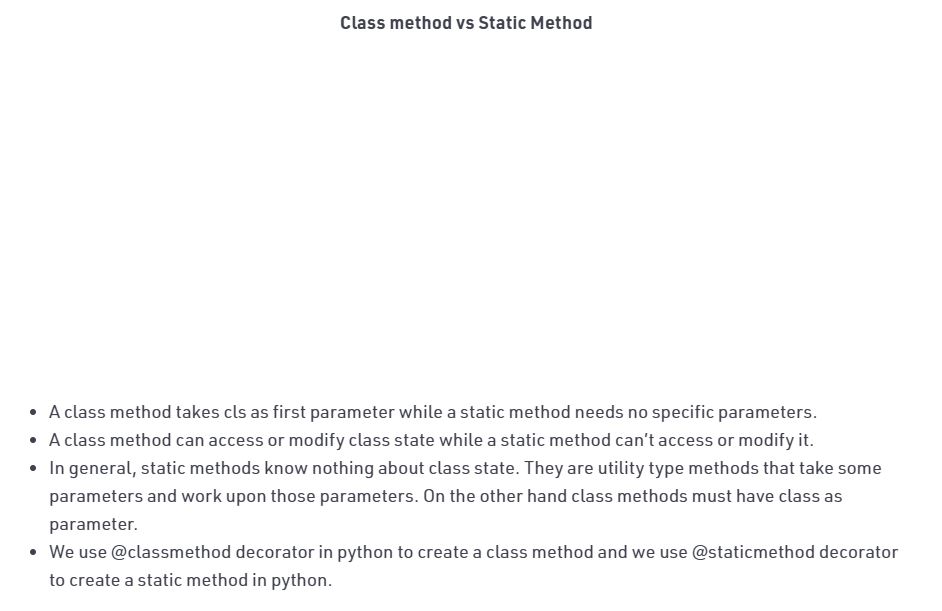 Class method vs Static Method
• A class method takes cls as first parameter while a static method needs no specific parameters.
• A class method can access or modify class state while a static method can’t access or modify it.
• In general, static methods know nothing about class state. They are utility type methods that take some
parameters and work upon those parameters. On the other hand class methods must have class as
parameter.
• We use @classmethod decorator in python to create a class method and we use @staticmethod decorator
to create a static method in python.